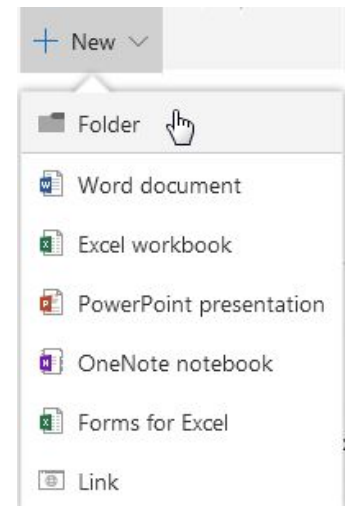 New
Folder
Word document
Excel workbook
PowerPoint presentation
OneNote notebook
Forms for Excel
Link